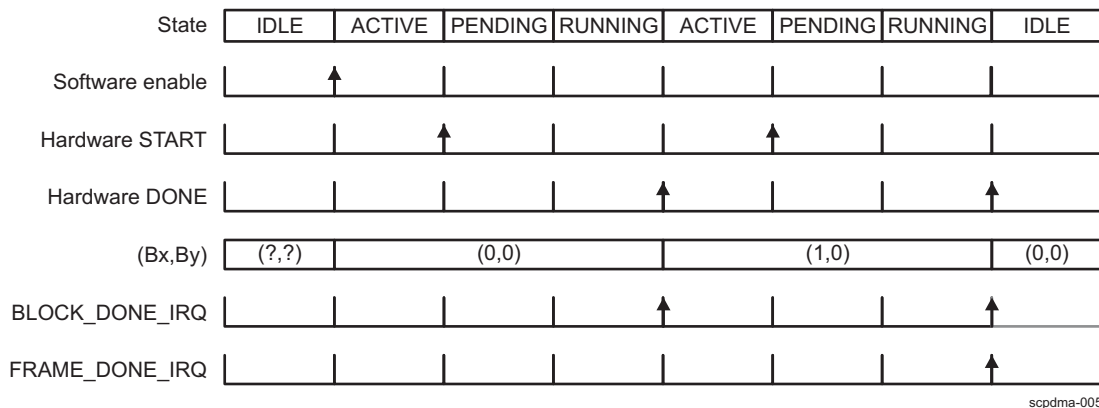 State IDLE ACTIVE PENDING RUNNING ACTIVE PENDING RUNNING IDLE
Software enable
Hardware START
Hardware DONE
(Bx,By) (?,?) (0,0) (1,0) (0,0)
BLOCK_DONE_IRQ
FRAME_DONE_IRQ
scpdma-005